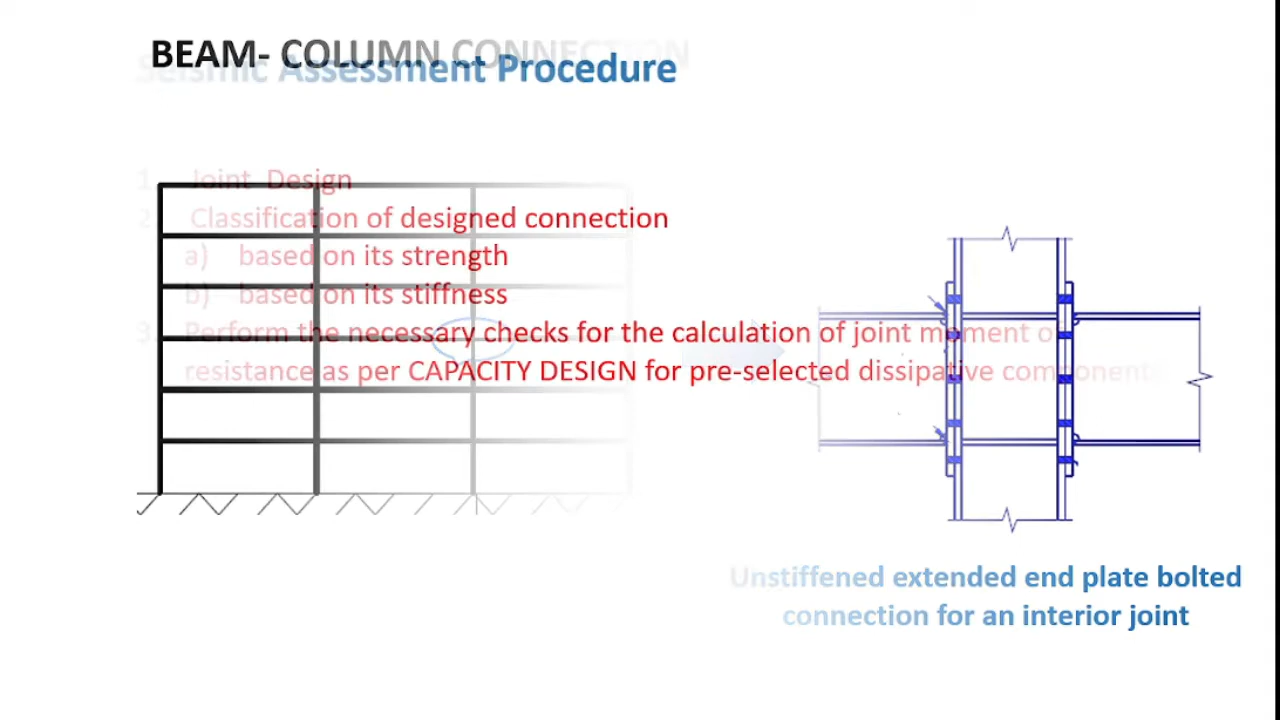 BEAM- COLUMN CONNECTION
Seismic Assessment Procedure
1. Joint Design
2. Classification of designed connection
a) based on its strength
b) based on its stiffness
3. Perform the necessary checks for the calculation of joint moment of
resistance as per CAPACITY DESIGN for pre-selected dissipative components
Unstiffened extended end plate bolted
connection for an interior joint